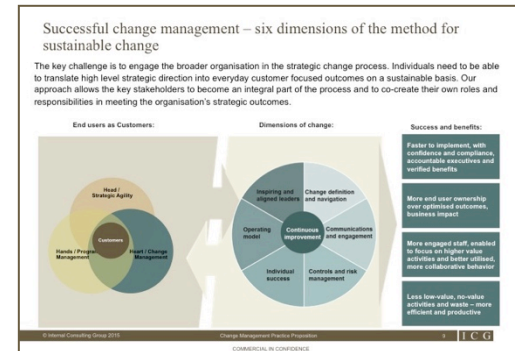 Successful change management – six dimensions of the method for
sustainable change
The key challenge is to engage the broader organisation in the strategic change process. Individuals need to be able
to translate high level strategic direction into everyday customer focused outcomes on a sustainable basis. Our
approach allows the key stakeholders to become an integral part of the process and to co-create their own roles and
responsibilities in meeting the organisation's strategic outcomes.
End users as Customers:
Head /
Strategic Agility
Customers
Hands / Program
Management
Heart / Change
Management
Dimensions of change:
Inspiring and
aligned leaders
Change definition
and navigation
Operating
model
Continuous
improvement
Communications
and engagement
Individual
success
Controls and risk
management
Success and benefits:
Faster to implement, with
confidence and compliance,
accountable executives and
verified benefits
More end user ownership
over optimised outcomes,
business impact
More engaged staff, enabled
to focus on higher value
activities and better utilised,
more collaborative behavior
Less low-value, no-value
activities and waste – more
efficient and productive
© Internal Consulting Group 2015
Change Management Practice Proposition
ICG
COMMERCIAL IN CONFIDENCE